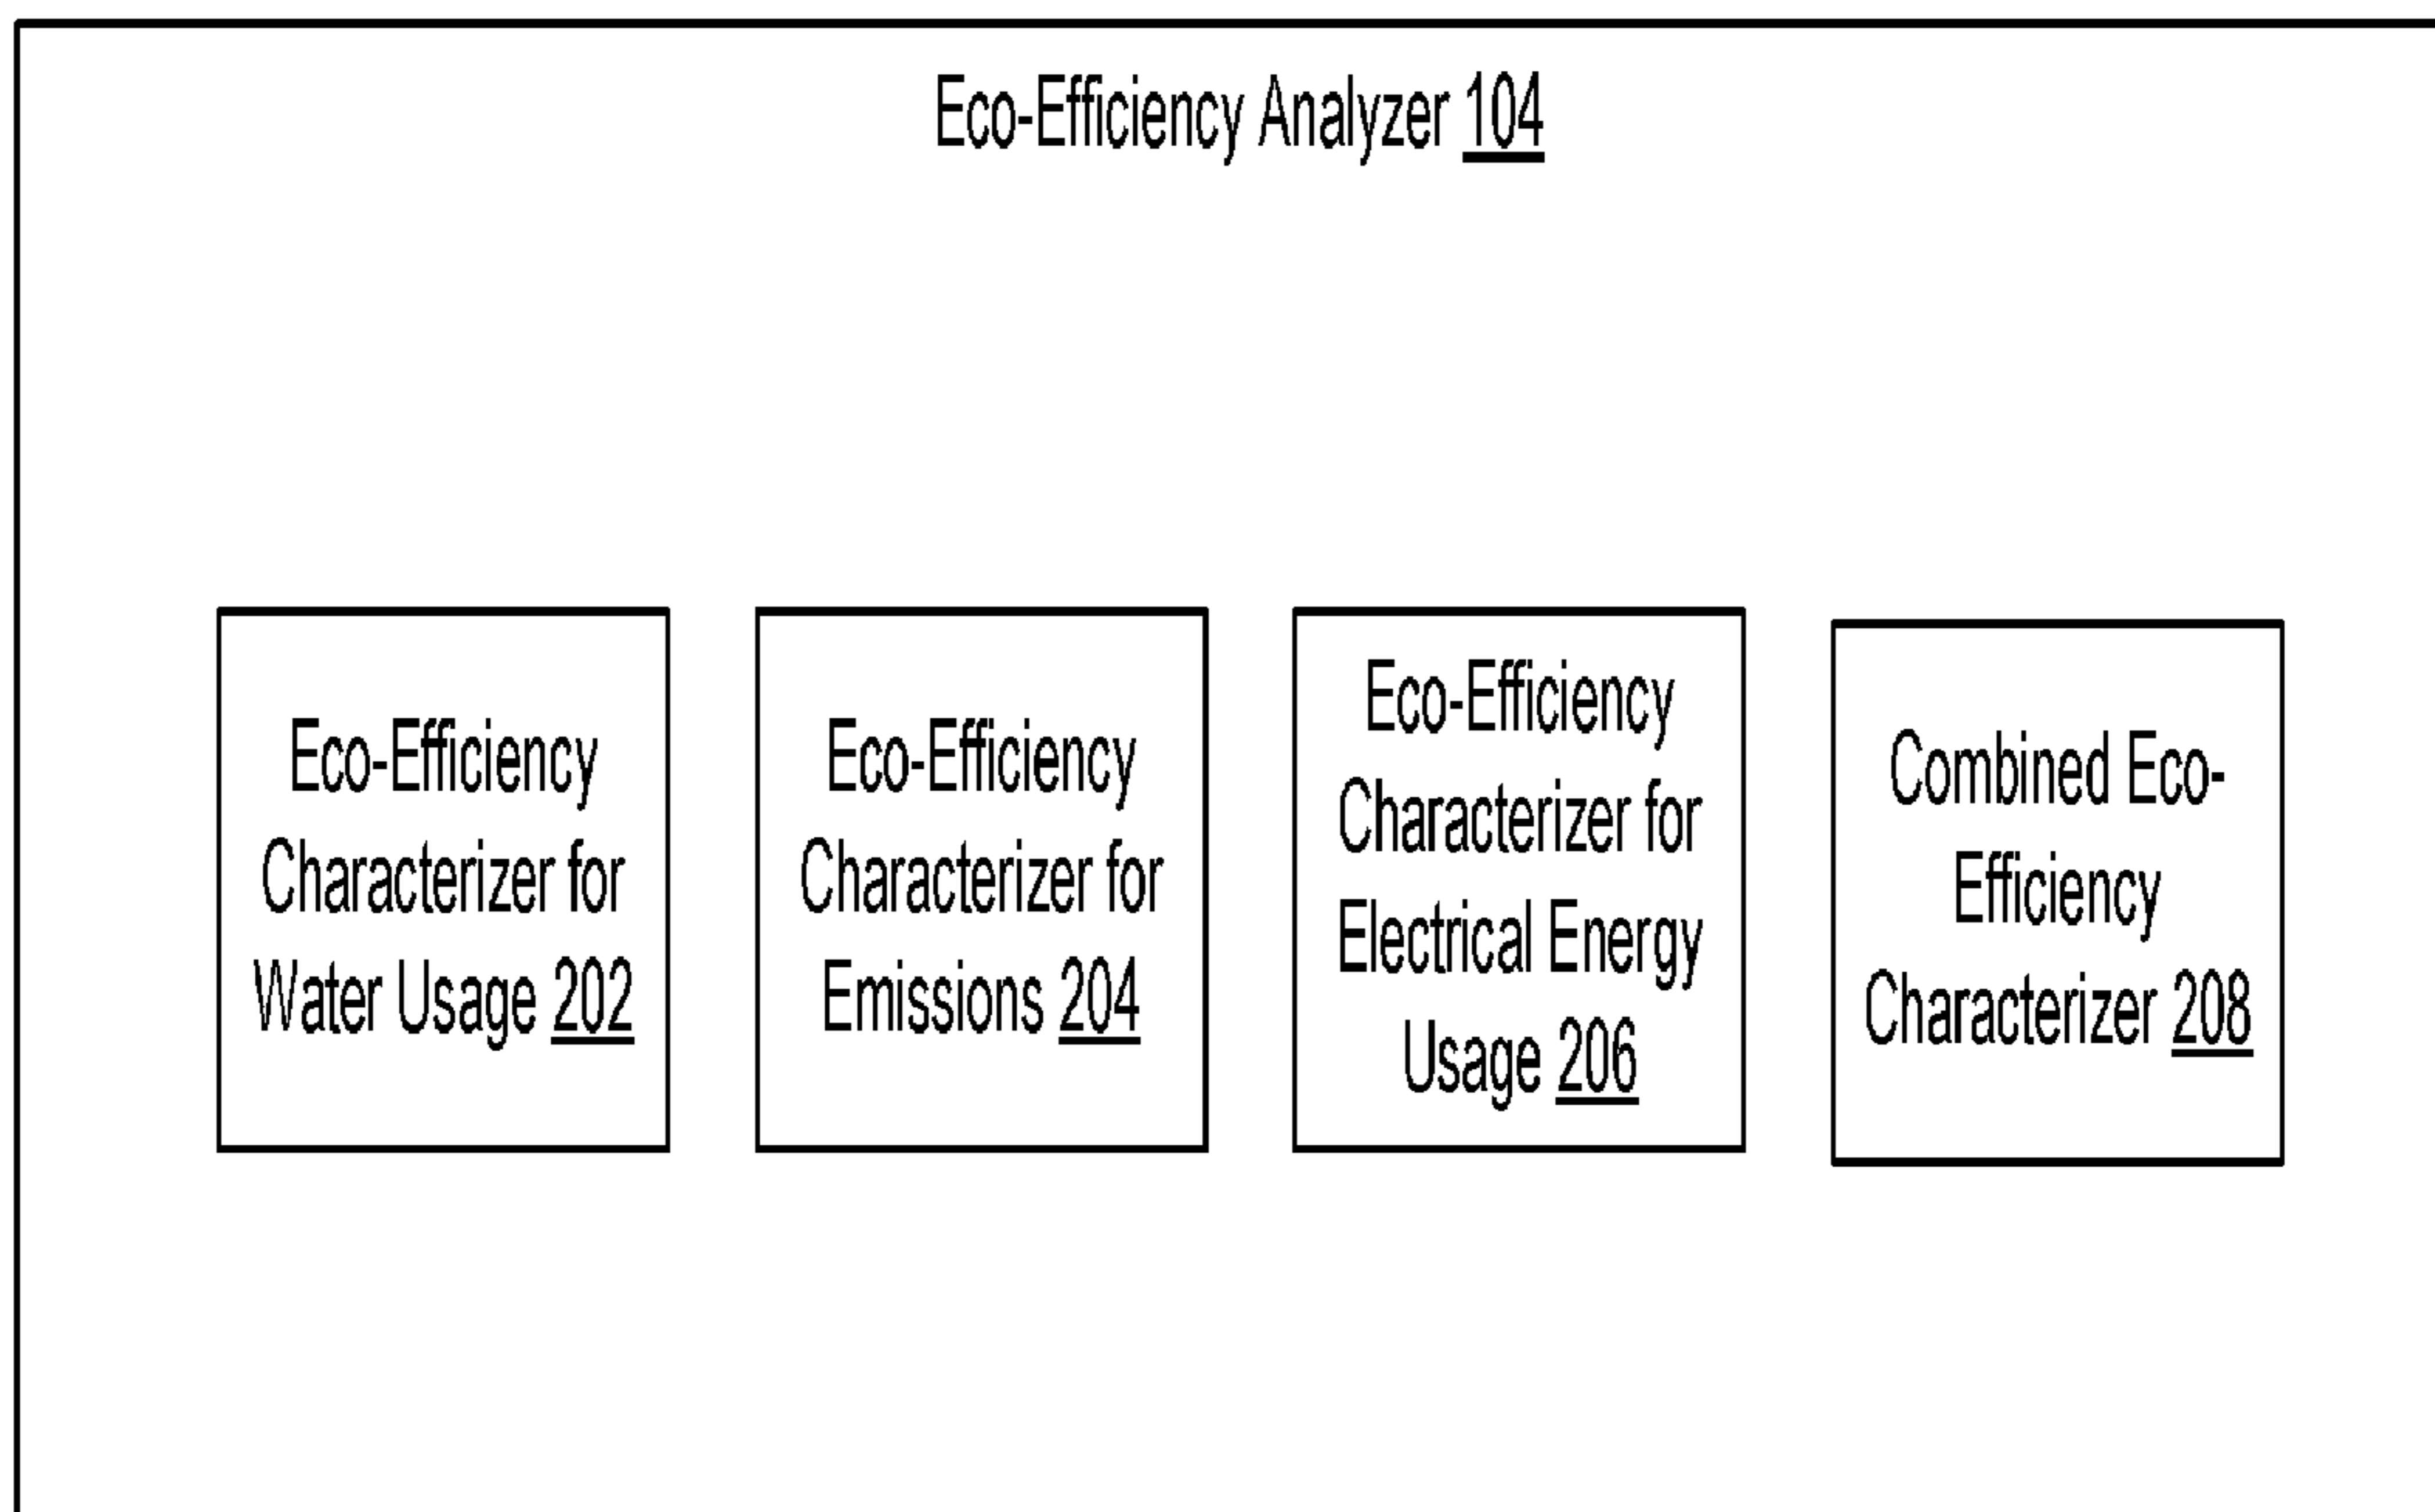 Eco-Efficiency Analyzer 104
Eco-Efficiency
Characterizer for
Water Usage 202
Eco-Efficiency
Characterizer for
Emissions 204
Eco-Efficiency
Characterizer for
Electrical Energy
Usage 206
Combined Eco-
Efficiency
Characterizer 208